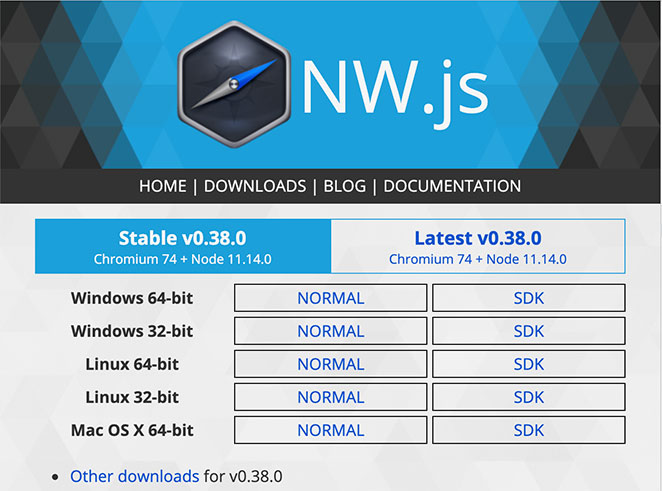 NW.js
HOME | DOWNLOADS | BLOG | DOCUMENTATION
Stable v0.38.0 Latest v0.38.0
Chromium 74 + Node 11.14.0 Chromium 74 + Node 11.14.0
Windows 64-bit NORMAL SDK
Windows 32-bit NORMAL SDK
Linux 64-bit NORMAL SDK
Linux 32-bit NORMAL SDK
Mac OS X 64-bit NORMAL SDK
• Other downloads for v0.38.0